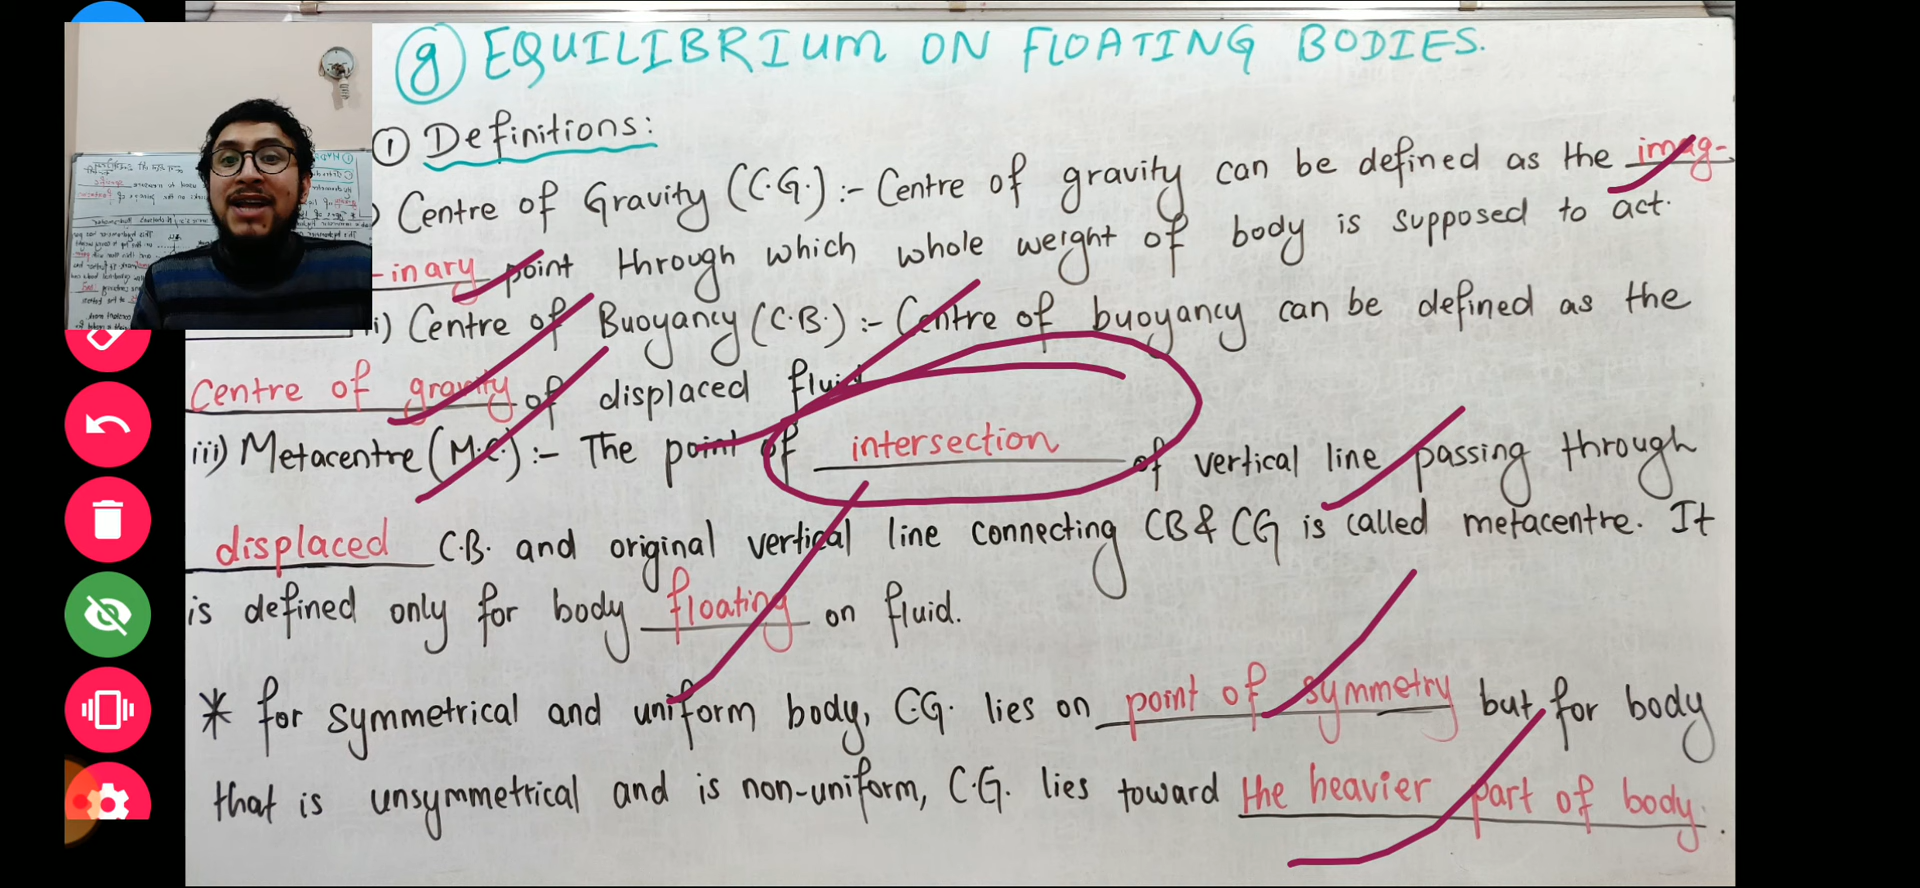 8 EQUILIBRIUM ON FLOATING BODIES.
① Definitions:
) Centre of Gravity (C.G.) :- Centre of gravity can be defined as the imag-
-inary point through which whole weight of body is supposed to act.
ii) Centre of Buoyancy (C.B.) :- Centre of buoyancy can be defined as the
Centre of gravity of displaced fluid
iii) Metacentre (M.C.) :- The point of intersection of vertical line passing through
displaced C.B. and original vertical line connecting CB & CG is called metacentre. It
is defined only for body floating on fluid.
* for symmetrical and uniform body, CG. lies on point of symmetry but for body
that is unsymmetrical and is non-uniform, C.G. lies toward the heavier part of body.